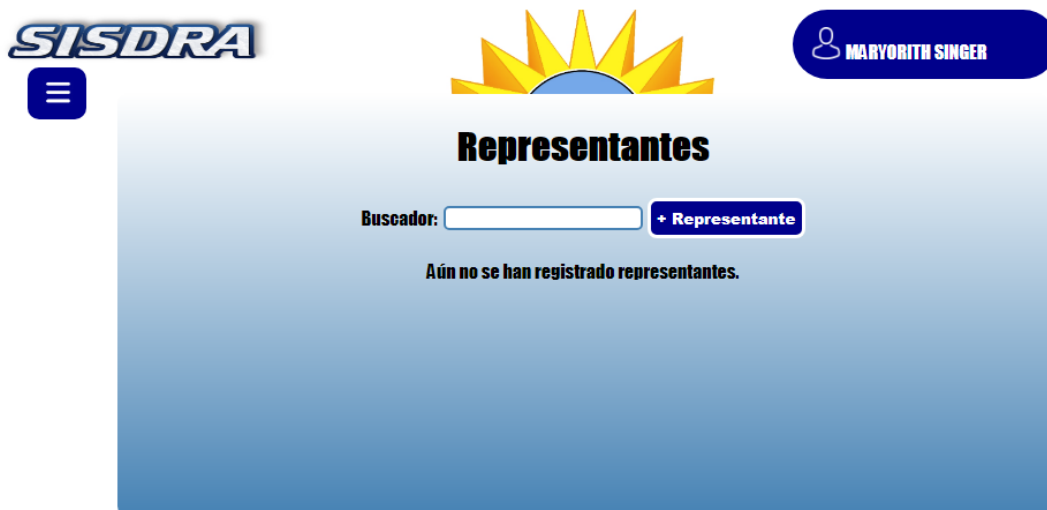 SISDRA
MARYORITH SINGER
Representantes
Buscador:
+ Representante
Aún no se han registrado representantes.